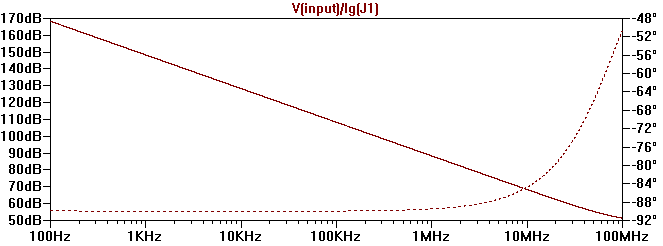 V(input)/Ig(J1)
170dB -48°
160dB -52°
150dB -56°
140dB -60°
130dB -64°
120dB -68°
110dB -72°
100dB -76°
90dB -80°
80dB -84°
70dB -88°
60dB -92°
50dB
100Hz 1KHz 10KHz 100KHz 1MHz 10MHz 100MHz